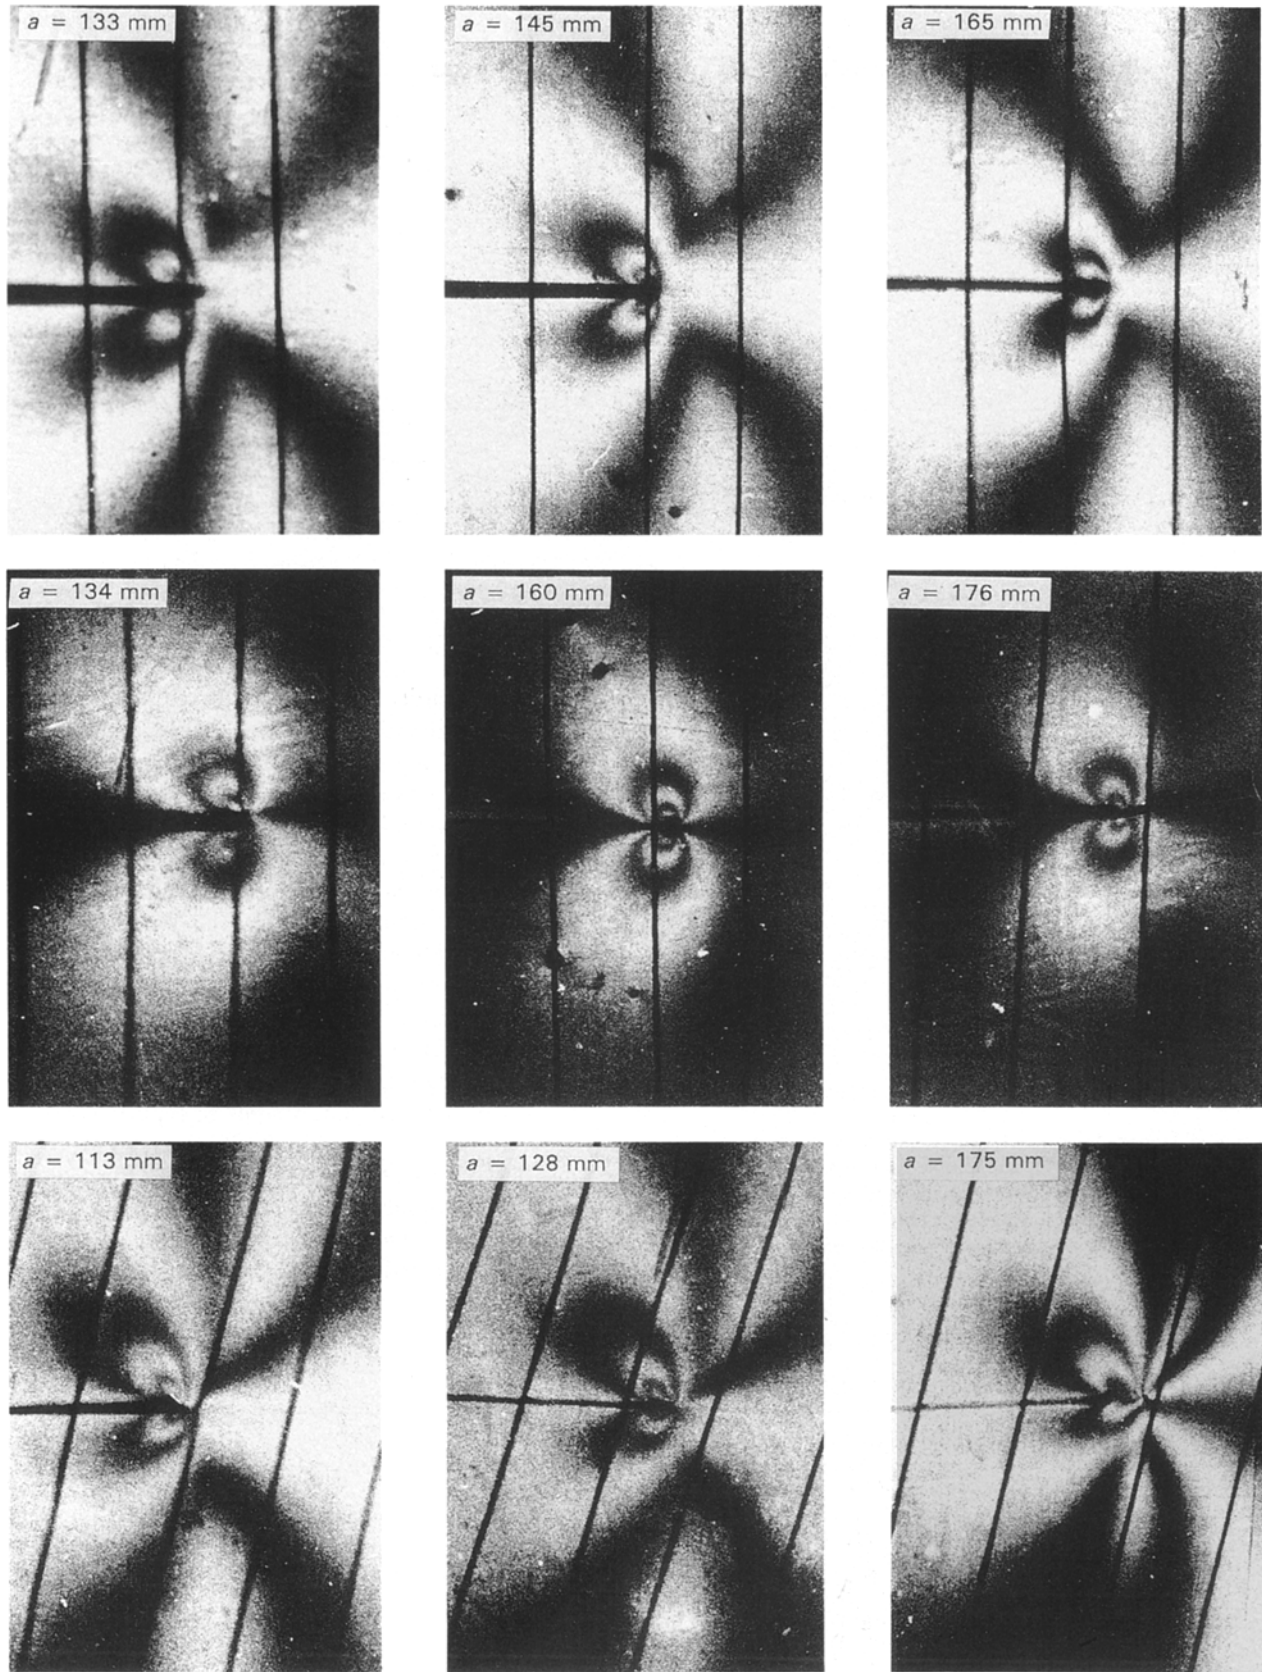 a = 133 mm
a = 145 mm
a = 165 mm
a = 134 mm
a = 160 mm
a = 176 mm
a = 113 mm
a = 128 mm
a = 175 mm